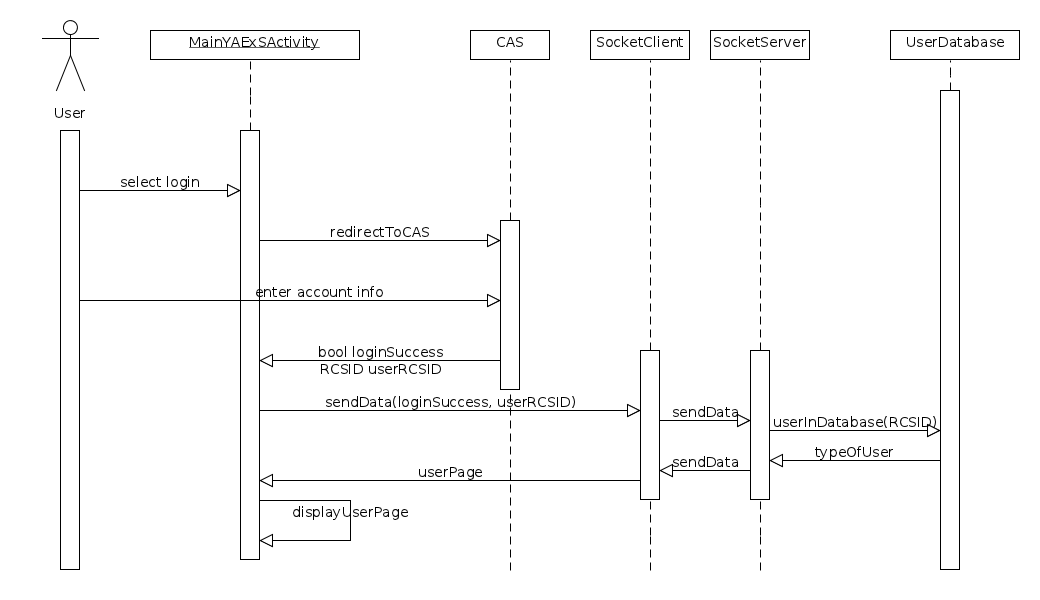 MainYAExSActivity
CAS
SocketClient
SocketServer
UserDatabase
User
select login
redirectToCAS
enter account info
bool loginSuccess
RCSID userRCSID
sendData(loginSuccess, userRCSID)
sendData
userInDatabase(RCSID)
typeOfUser
sendData
userPage
displayUserPage